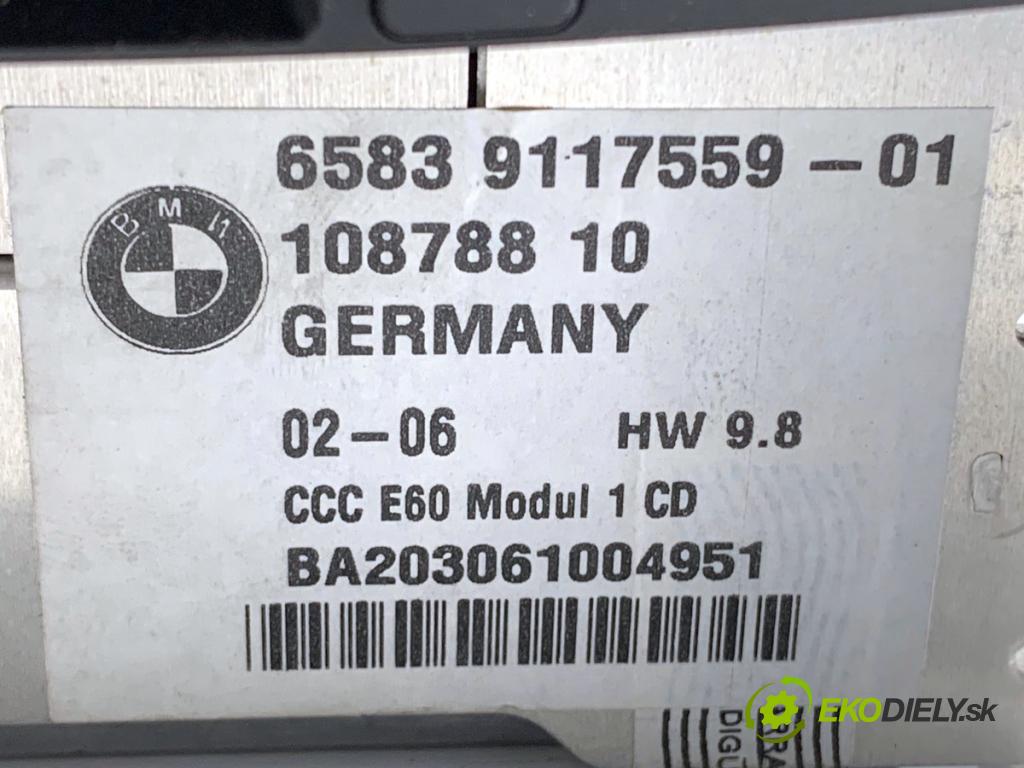 6583 9117559-01
BMW
108788 10
GERMANY
02-06 HW 9.8
CCC E60 Modul 1 CD
BA203061004951
EKODIELY.sk